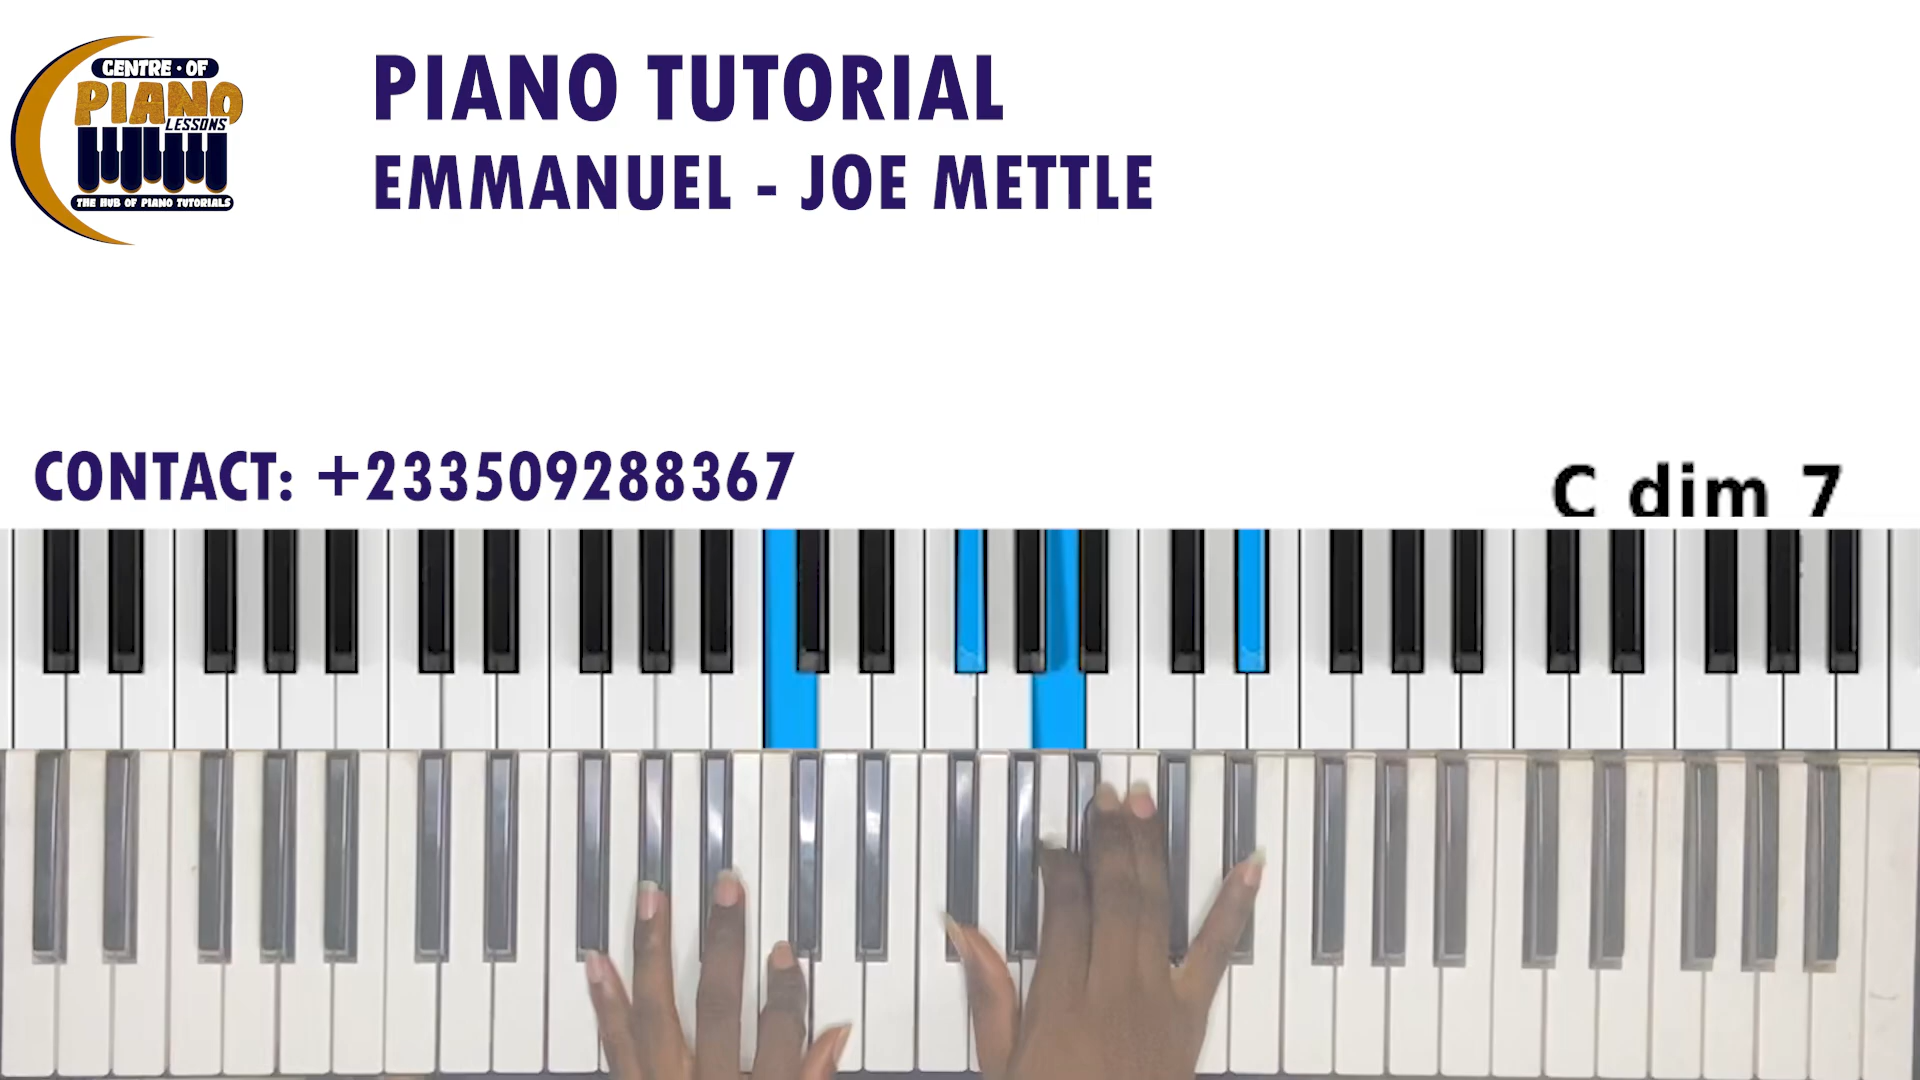 CENTRE · OF
PIANO
LESSONS
THE HUB OF PIANO TUTORIALS
PIANO TUTORIAL
EMMANUEL - JOE METTLE
CONTACT: +233509288367
C dim 7